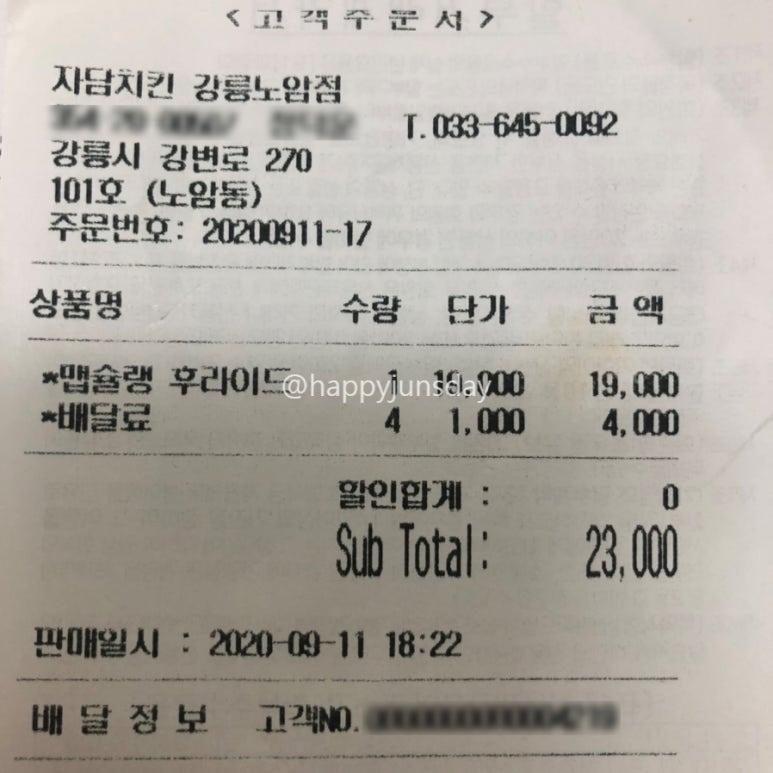 <고객주문서>
자담치킨 강릉노암점
T.033-645-0092
강릉시 강변로 270
101호 (노암동)
주문번호: 20200911-17
상품명 수량 단가 금액
*맵슐랭 후라이드 1 19,000 19,000
@happyjunsday
*배달료 4 1,000 4,000
할인합계 : 0
Sub Total: 23,000
판매일시 : 2020-09-11 18:22
배달정보 고객NO.